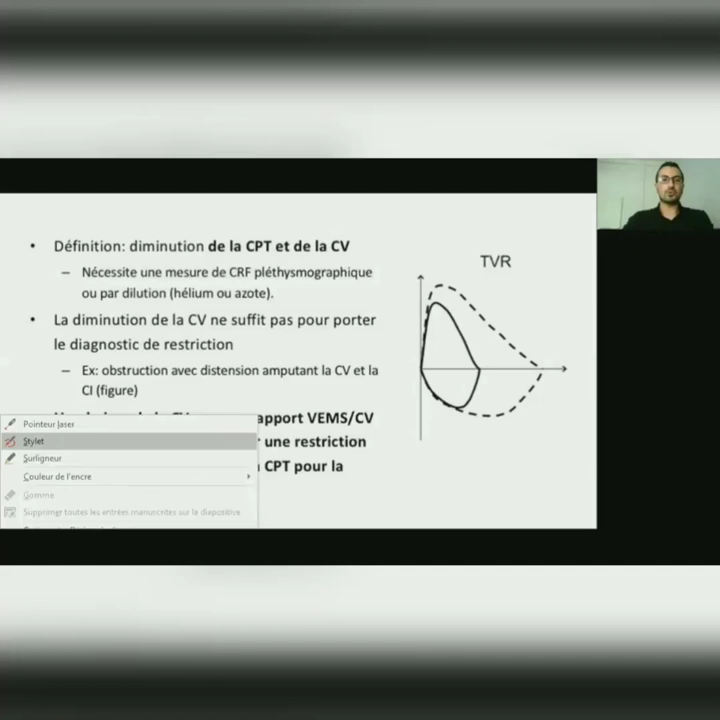 • Définition: diminution de la CPT et de la CV
– Nécessite une mesure de CRF pléthysmographique
ou par dilution (hélium ou azote).
• La diminution de la CV ne suffit pas pour porter
le diagnostic de restriction
– Ex: obstruction avec distension amputant la CV et la
CI (figure)
apport VEMS/CV
une restriction
CPT pour la
TVR
Pointeur laser
Stylet
Surligneur
Couleur de l'encre
Gomme
Supprimer toutes les entrées manuscrites sur la diapositive